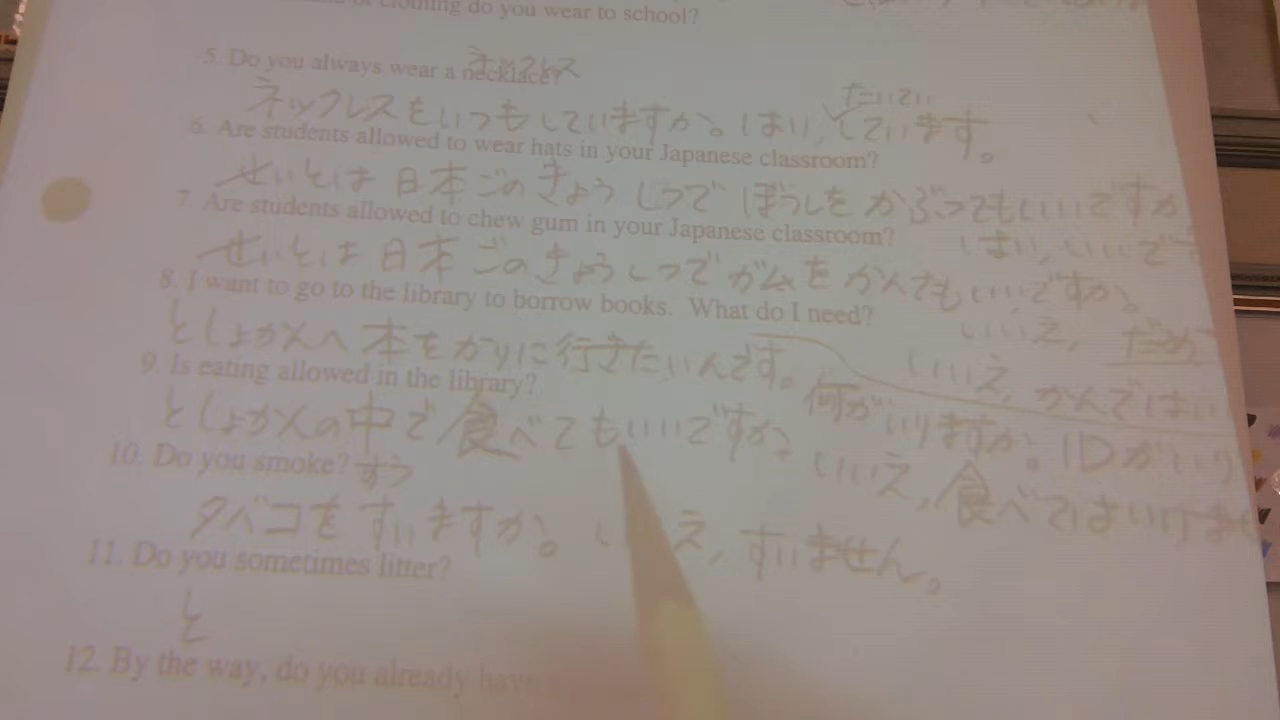 of clothing do you wear to school?
ネックレス
5. Do you always wear a necklace?
たいてい
ネックレスをいつもしていますか。はい、しています。
6. Are students allowed to wear hats in your Japanese classroom?
せいとは日本ごのきょうしつでぼうしをかぶってもいいですか
はい、いいで
7. Are students allowed to chew gum in your Japanese classroom?
せいとは日本ごのきょうしつでガムをかんでもいいですか。
いいえ、だめ
8. I want to go to the library to borrow books. What do I need?
いいえ、かんではい
としょかんへ本をかりに行きたいんです。何がいりますか。IDがいり
9. Is eating allowed in the library?
としょかんの中で食べてもいいですか。いいえ、食べてはいけませ
10. Do you smoke? すう
タバコをすいますか。いいえ、すいません。
11. Do you sometimes litter?
と
12. By the way, do you already have